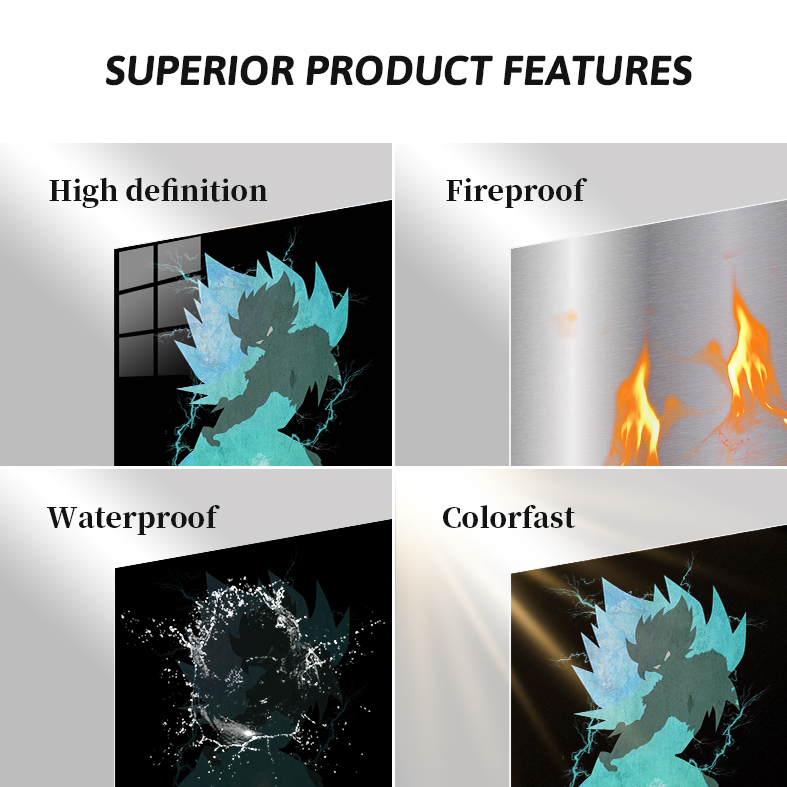 SUPERIOR PRODUCT FEATURES
High definition
Fireproof
Waterproof
Colorfast